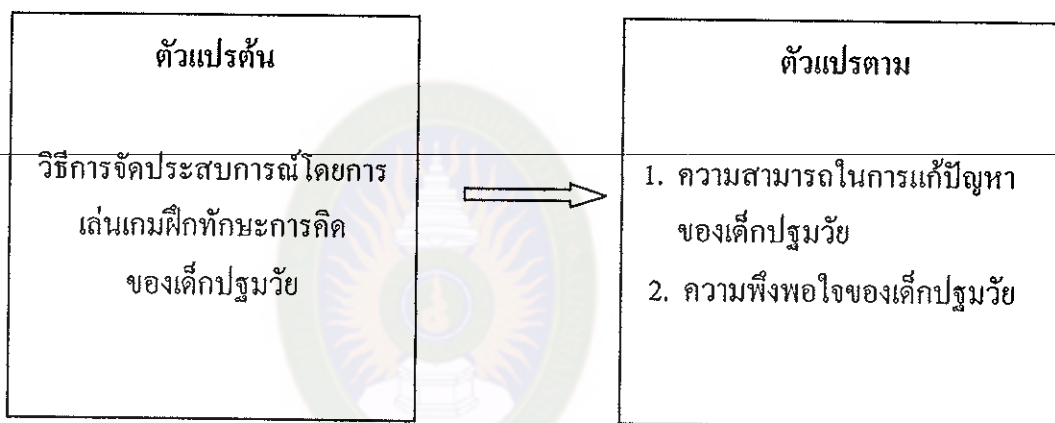 ตัวแปรต้น
วิธีการจัดประสบการณ์โดยการ
เล่นเกมฝึกทักษะการคิด
ของเด็กปฐมวัย
ตัวแปรตาม
1. ความสามารถในการแก้ปัญหา
ของเด็กปฐมวัย
2. ความพึงพอใจของเด็กปฐมวัย